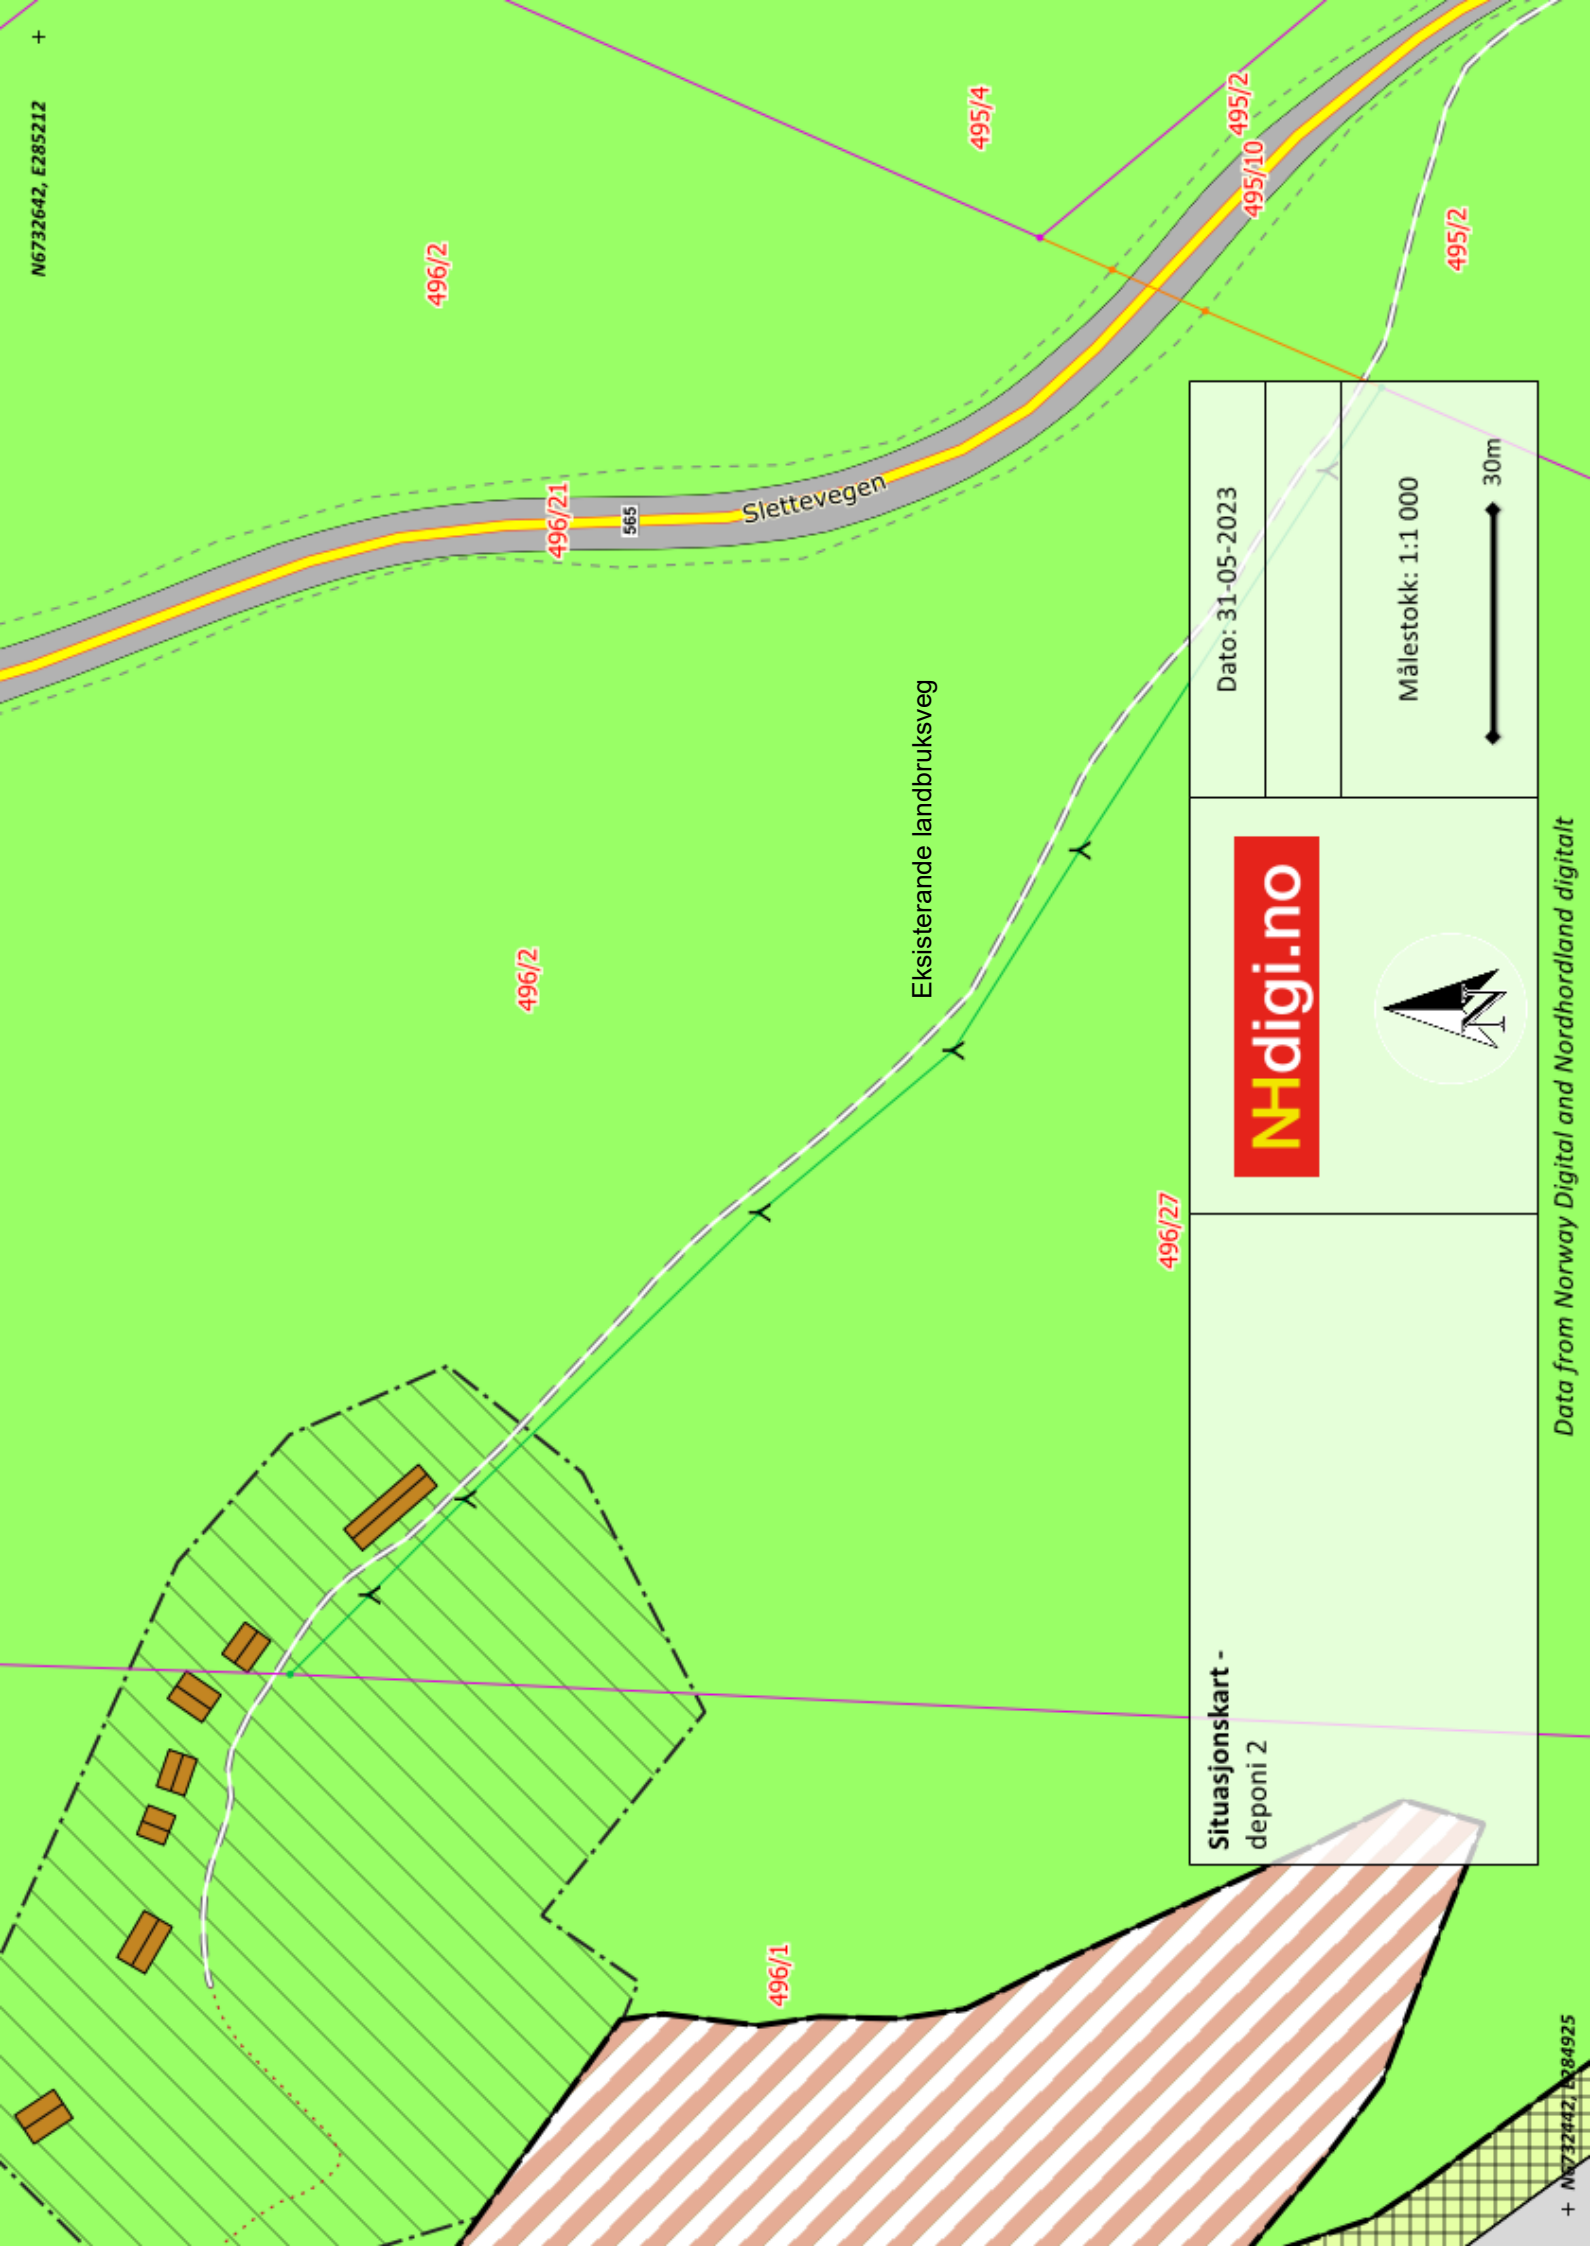 N6732642, E285212
+
496/2
495/4
495/2
495/10
495/2
496/21
565
Slettevegen
496/2
Eksisterande landbruksveg
496/27
496/1
Situasjonskart -
deponi 2
NHdigi.no
N
Dato: 31-05-2023
Målestokk: 1:1 000
30m
Data from Norway Digital and Nordhordland digitalt
+ N6732442, E284925